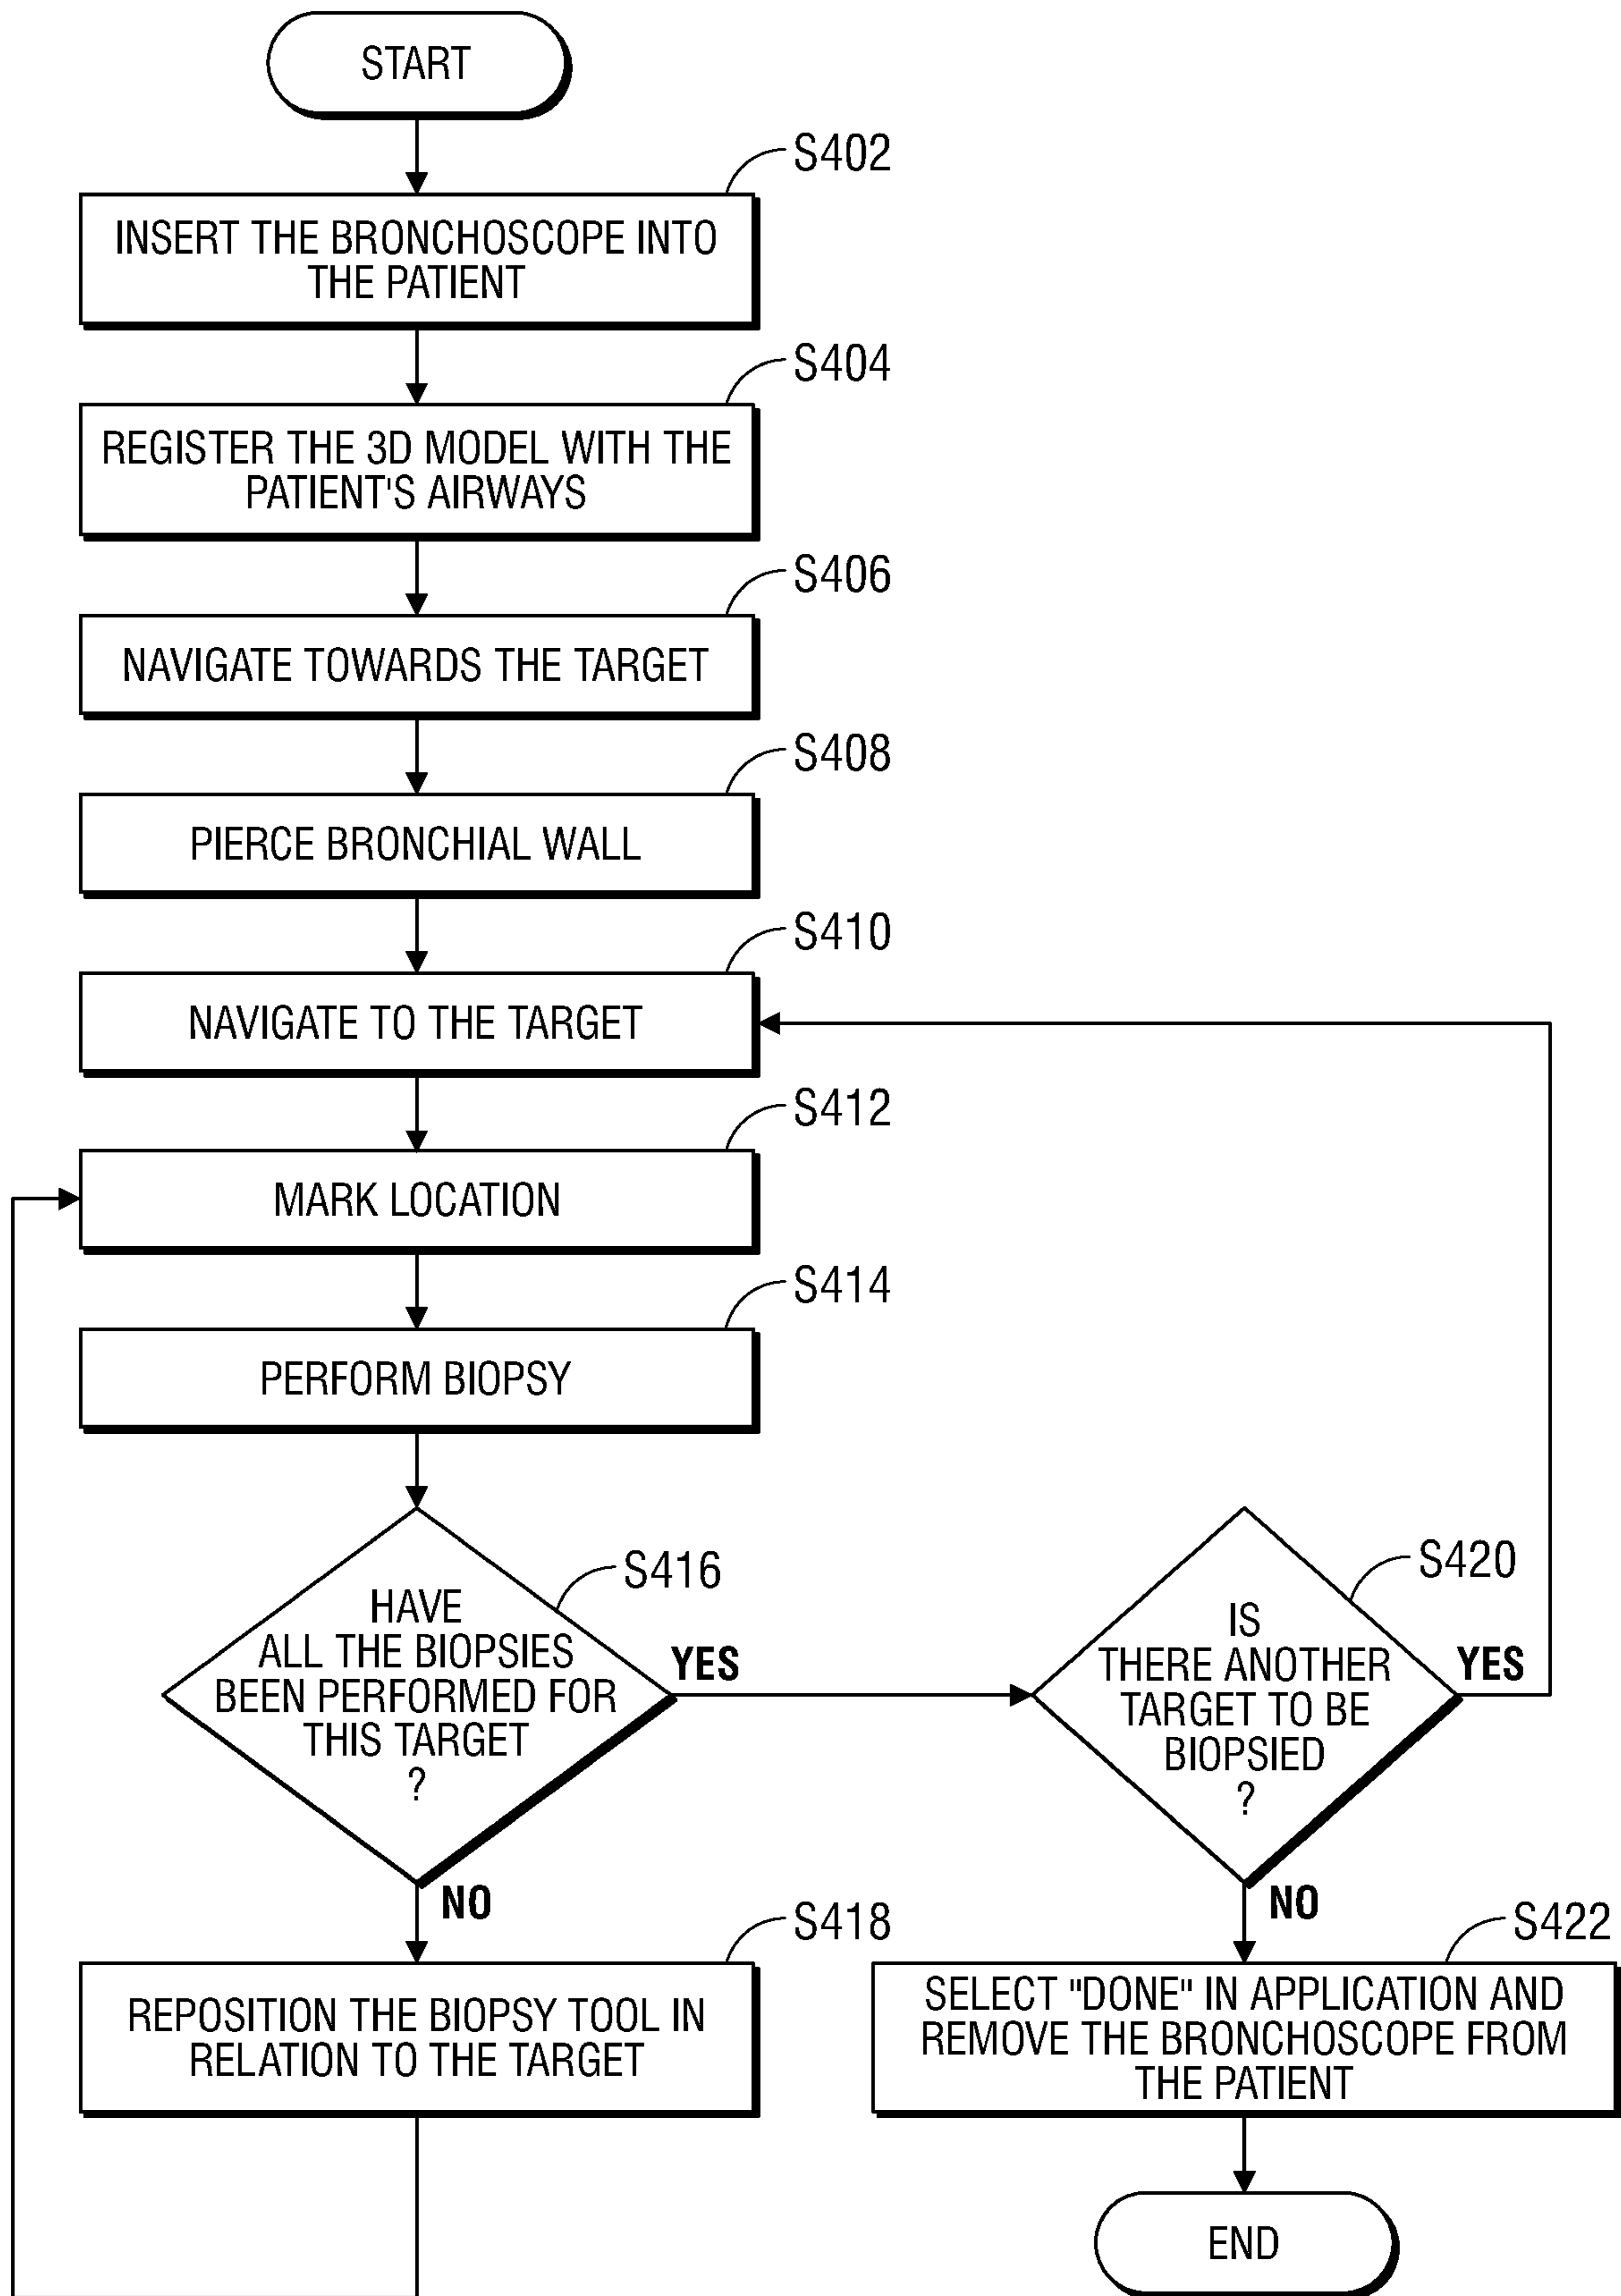 START
S402
INSERT THE BRONCHOSCOPE INTO
THE PATIENT
S404
REGISTER THE 3D MODEL WITH THE
PATIENT'S AIRWAYS
S406
NAVIGATE TOWARDS THE TARGET
S408
PIERCE BRONCHIAL WALL
S410
NAVIGATE TO THE TARGET
S412
MARK LOCATION
S414
PERFORM BIOPSY
S416
HAVE
ALL THE BIOPSIES
BEEN PERFORMED FOR
THIS TARGET
?
YES
NO
S418
REPOSITION THE BIOPSY TOOL IN
RELATION TO THE TARGET
S420
IS
THERE ANOTHER
TARGET TO BE
BIOPSIED
?
YES
NO
S422
SELECT "DONE" IN APPLICATION AND
REMOVE THE BRONCHOSCOPE FROM
THE PATIENT
END